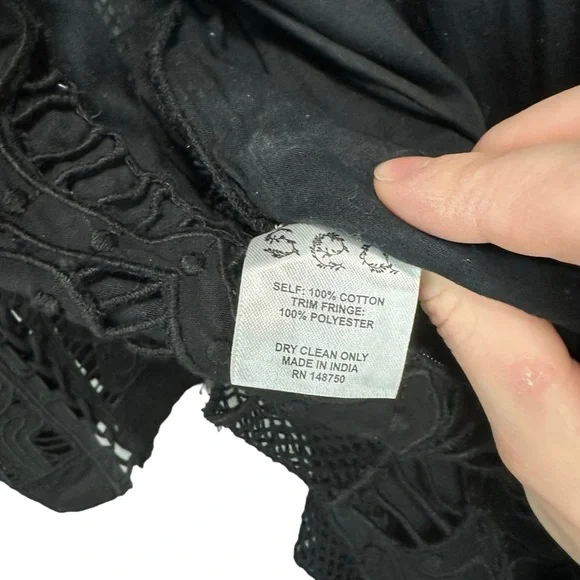 SELF: 100% COTTON
TRIM FRINGE:
100% POLYESTER
DRY CLEAN ONLY
MADE IN INDIA
RN 148750